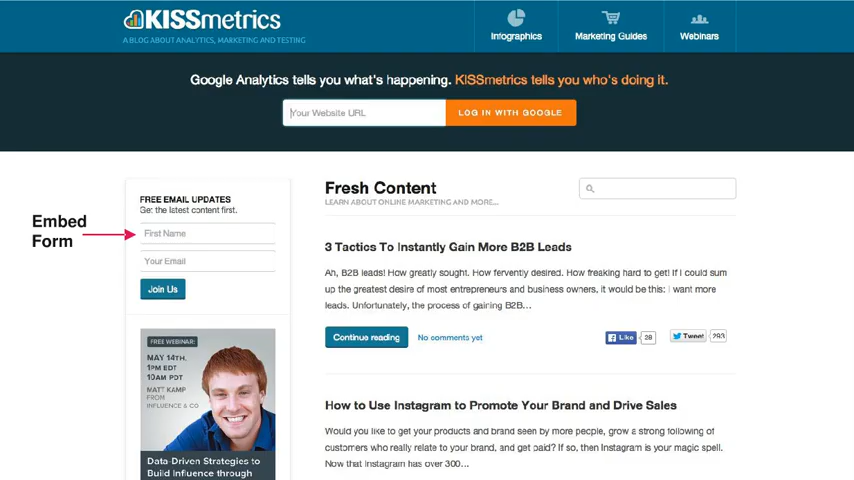 KISSmetrics
A BLOG ABOUT ANALYTICS, MARKETING AND TESTING
Infographics
Marketing Guides
Webinars
Google Analytics tells you what's happening. KISSmetrics tells you who's doing it.
Your Website URL
LOG IN WITH GOOGLE
Embed
Form
FREE EMAIL UPDATES
Get the latest content first.
First Name
Your Email
Join Us
FREE WEBINAR:
MAY 14TH,
1PM EDT
10AM PDT
MATT KAMP
FROM
INFLUENCE & CO
Data-Driven Strategies to
Build Influence through
Fresh Content
LEARN ABOUT ONLINE MARKETING AND MORE...
3 Tactics To Instantly Gain More B2B Leads
Ah, B2B leads! How greatly sought. How fervently desired. How freaking hard to get! If I could sum
up the greatest desire of most entrepreneurs and business owners, it would be this: I want more
leads. Unfortunately, the process of gaining B2B...
Continue reading
No comments yet
Like
28
Tweet
293
How to Use Instagram to Promote Your Brand and Drive Sales
Would you like to get your products and brand seen by more people, grow a strong following of
customers who really relate to your brand, and get paid? If so, then Instagram is your magic spell.
Now that Instagram has over 300...